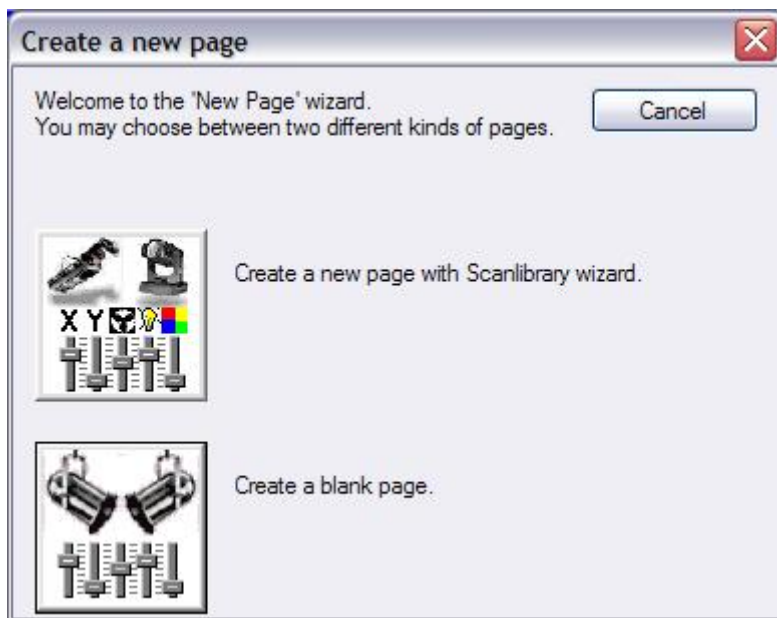 Create a new page
Welcome to the 'New Page' wizard.
You may choose between two different kinds of pages.
Cancel
Create a new page with Scanlibrary wizard.
X Y
Create a blank page.